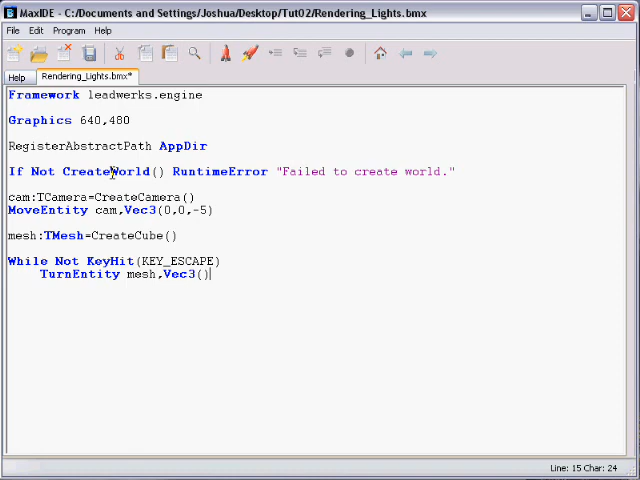 MaxIDE - C:/Documents and Settings/Joshua/Desktop/Tut02/Rendering_Lights.bmx
File Edit Program Help
Help Rendering_Lights.bmx*
Framework leadwerks.engine
Graphics 640,480
RegisterAbstractPath AppDir
If Not CreateWorld() RuntimeError "Failed to create world."
cam:TCamera=CreateCamera()
MoveEntity cam,Vec3(0,0,-5)
mesh:TMesh=CreateCube()
While Not KeyHit(KEY_ESCAPE)
TurnEntity mesh,Vec3()
Line: 15 Char: 24